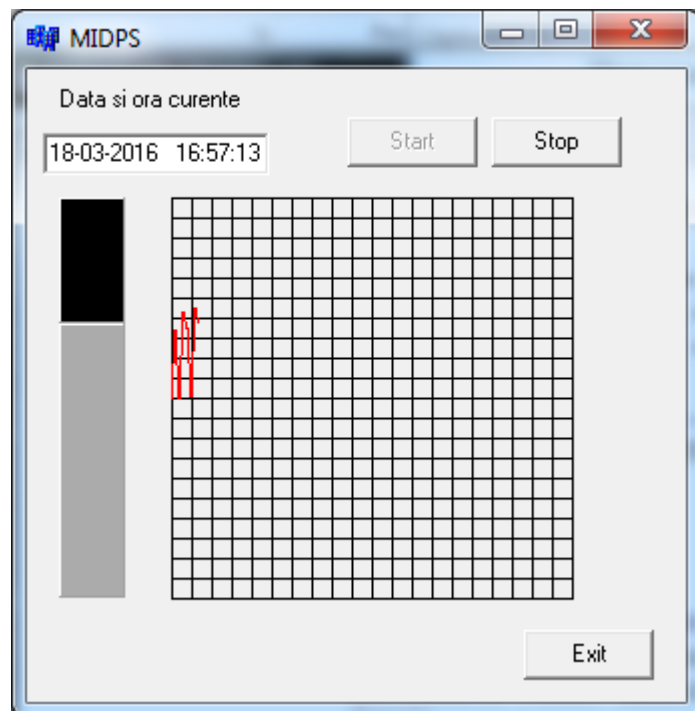 MIDPS
Data si ora curente
18-03-2016 16:57:13
Start
Stop
Exit